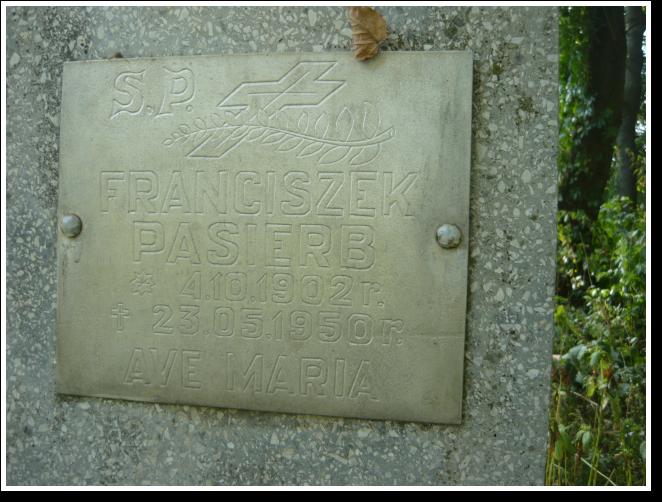 S.P.
FRANCISZEK
PASIERB
* 4.10.1902 r.
✝ 23.05.1950 r.
AVE MARIA